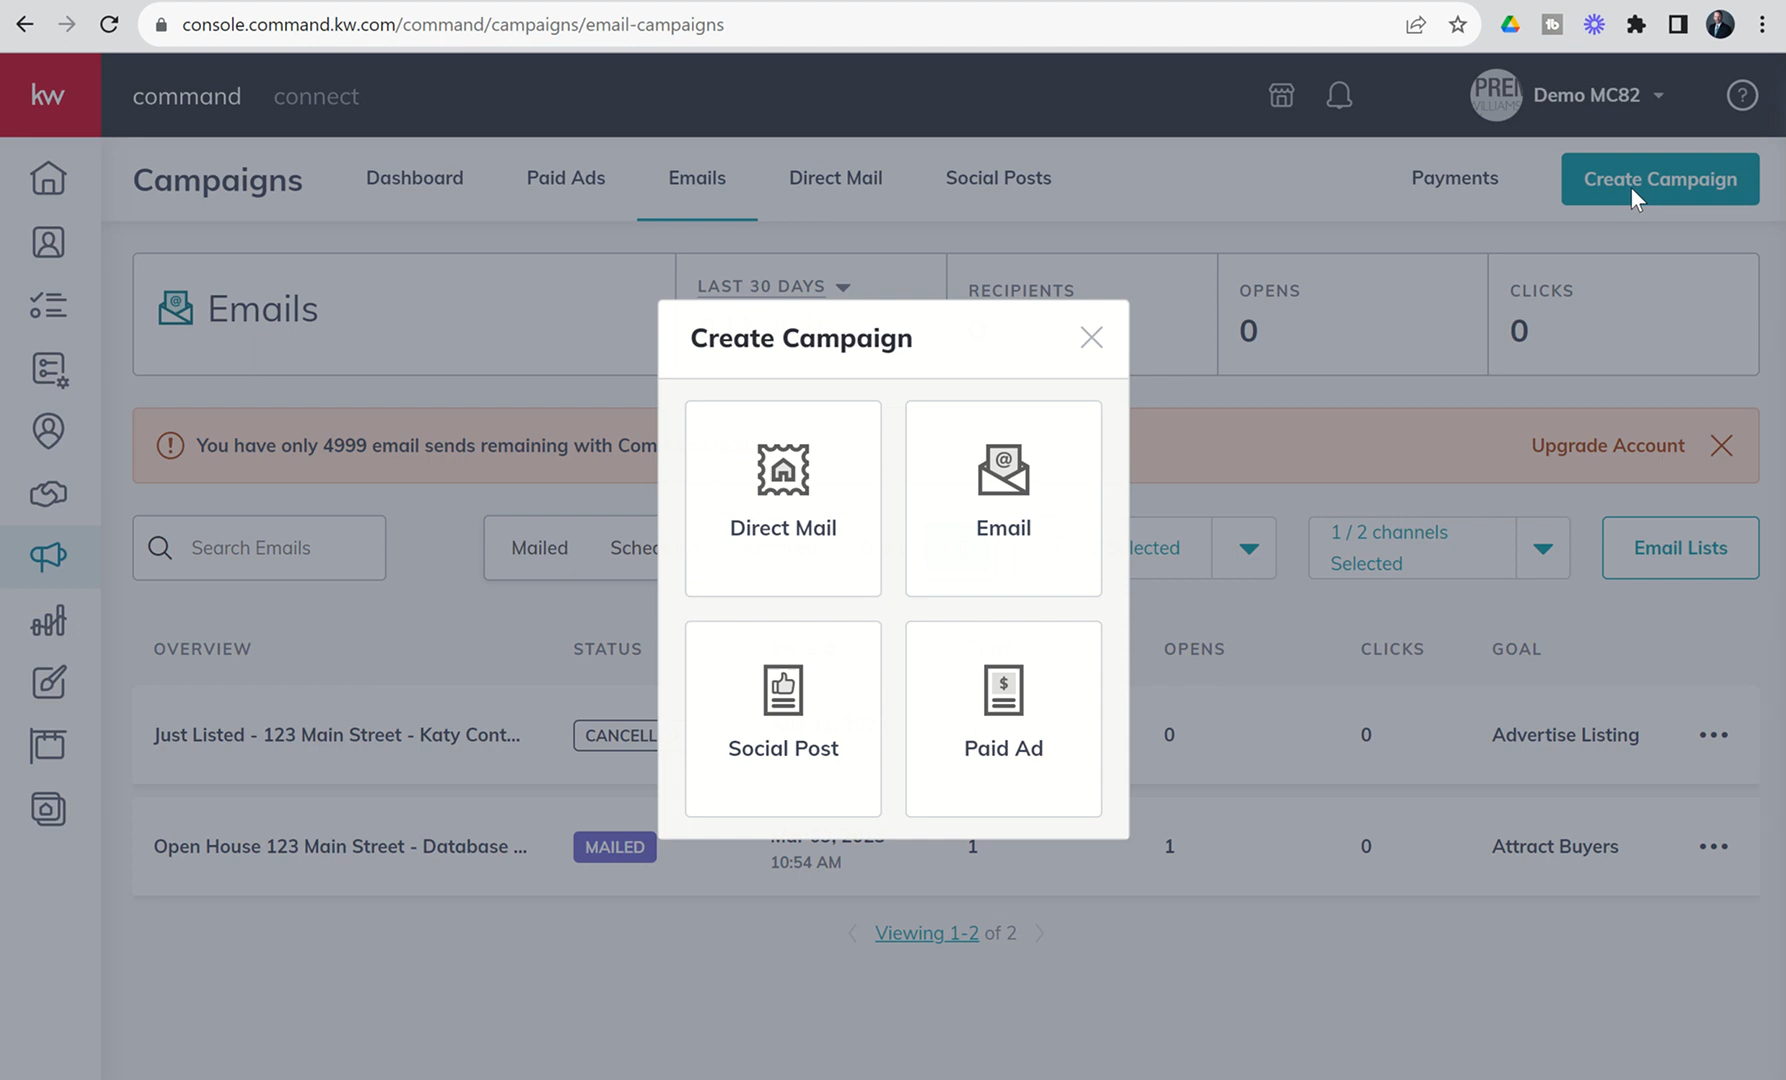 console.command.kw.com/command/campaigns/email-campaigns
kw
command
connect
PREI
WILLIAMS
Demo MC82
?
Campaigns
Dashboard
Paid Ads
Emails
Direct Mail
Social Posts
Payments
Create Campaign
Emails
LAST 30 DAYS
RECIPIENTS
OPENS
0
CLICKS
0
Create Campaign
You have only 4999 email sends remaining with Com
Upgrade Account
Direct Mail
Email
Search Emails
Mailed
Sched
lected
1 / 2 channels
Selected
Email Lists
OVERVIEW
STATUS
OPENS
CLICKS
GOAL
Social Post
Paid Ad
Just Listed - 123 Main Street - Katy Cont...
CANCELL
0
0
Advertise Listing
Open House 123 Main Street - Database ...
MAILED
10:54 AM
1
1
0
Attract Buyers
Viewing 1-2 of 2